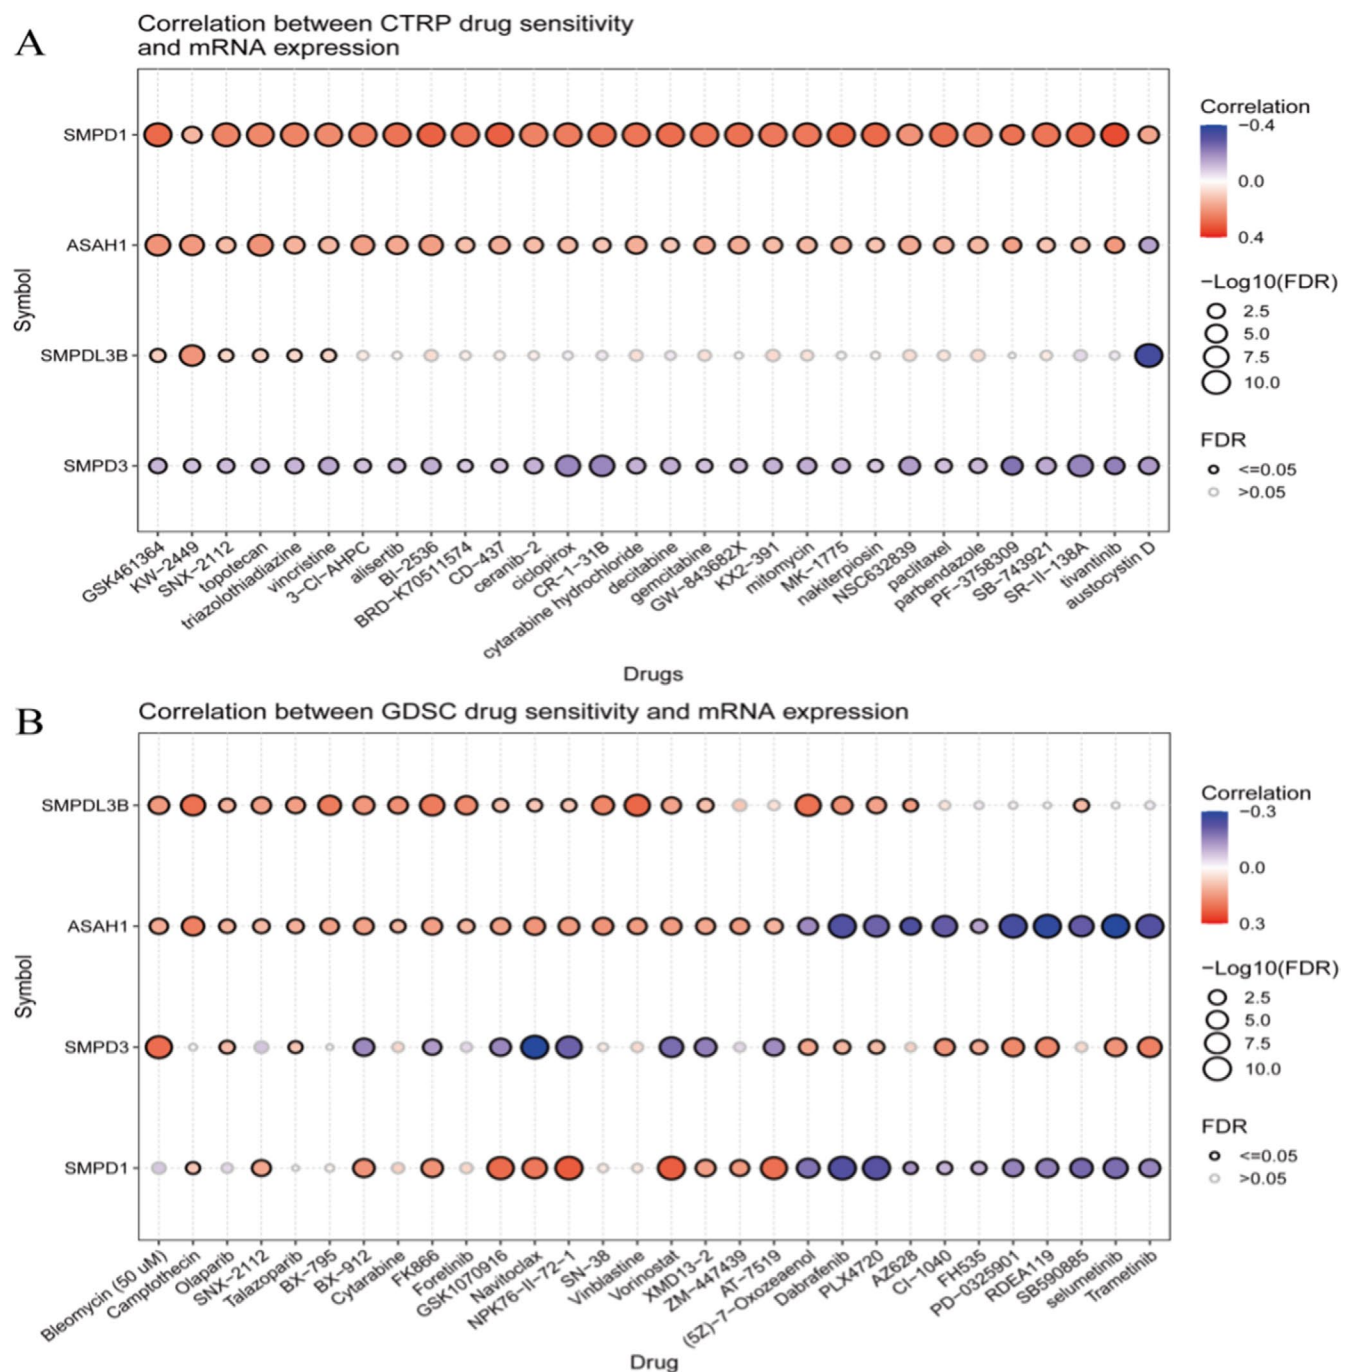 A
Correlation between CTRP drug sensitivity
and mRNA expression
Symbol
SMPD1
ASAH1
SMPDL3B
SMPD3
GSK461364
KW-2449
SNX-2112
topotecan
triazolothiadiazine
vincristine
3-Cl-AHPC
alisertib
BI-2536
BRD-K70511574
CD-437
ceranib-2
ciclopirox
CR-1-31B
cytarabine hydrochloride
decitabine
gemcitabine
GW-843682X
KX2-391
mitomycin
MK-1775
nakiterpiosin
NSC632839
paclitaxel
parbendazole
PF-3758309
SB-743921
SR-II-138A
tivantinib
austocystin D
Drugs
Correlation
-0.4
0.0
0.4
-Log10(FDR)
2.5
5.0
7.5
10.0
FDR
<=0.05
>0.05
B
Correlation between GDSC drug sensitivity and mRNA expression
Symbol
SMPDL3B
ASAH1
SMPD3
SMPD1
Bleomycin (50 uM)
Camptothecin
Olaparib
SNX-2112
Talazoparib
BX-795
BX-912
Cytarabine
FK866
Foretinib
GSK1070916
Navitoclax
NPK76-II-72-1
SN-38
Vinblastine
Vorinostat
XMD13-2
ZM-447439
AT-7519
(5Z)-7-Oxozeaenol
Dabrafenib
PLX4720
AZ628
CI-1040
FH535
PD-0325901
RDEA119
SB590885
selumetinib
Trametinib
Drug
Correlation
-0.3
0.0
0.3
-Log10(FDR)
2.5
5.0
7.5
10.0
FDR
<=0.05
>0.05